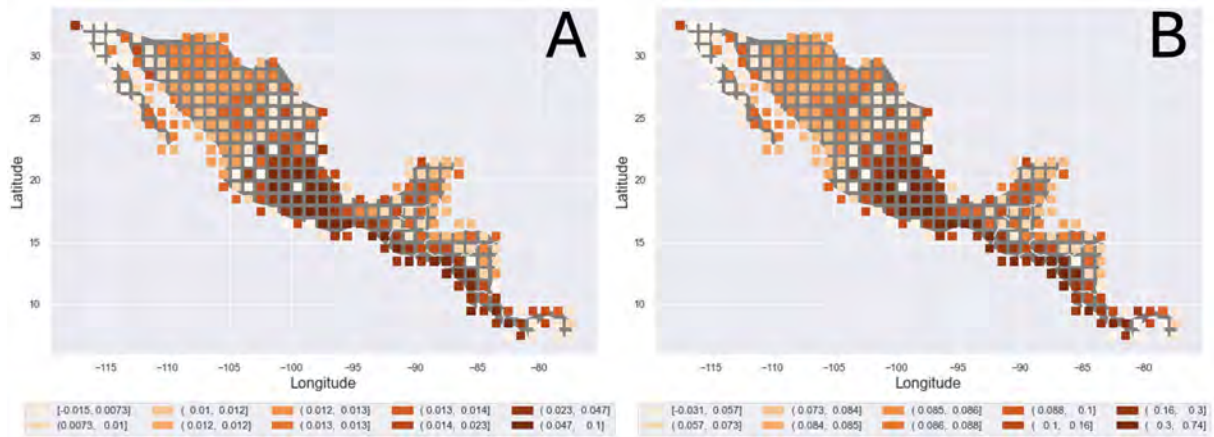 A
30
25
20
15
10
Latitude
−115 −110 −105 −100 −95 −90 −85 −80
Longitude
[-0.015, 0.0073] ( 0.01, 0.012] ( 0.012, 0.013] ( 0.013, 0.014] ( 0.023, 0.047]
(0.0073, 0.01] ( 0.012, 0.012] ( 0.013, 0.013] ( 0.014, 0.023] ( 0.047, 0.1]
B
30
25
20
15
10
Latitude
−115 −110 −105 −100 −95 −90 −85 −80
Longitude
[-0.031, 0.057] ( 0.073, 0.084] ( 0.085, 0.086] ( 0.088, 0.1] ( 0.16, 0.3]
( 0.057, 0.073] ( 0.084, 0.085] ( 0.086, 0.088] ( 0.1, 0.16] ( 0.3, 0.74]